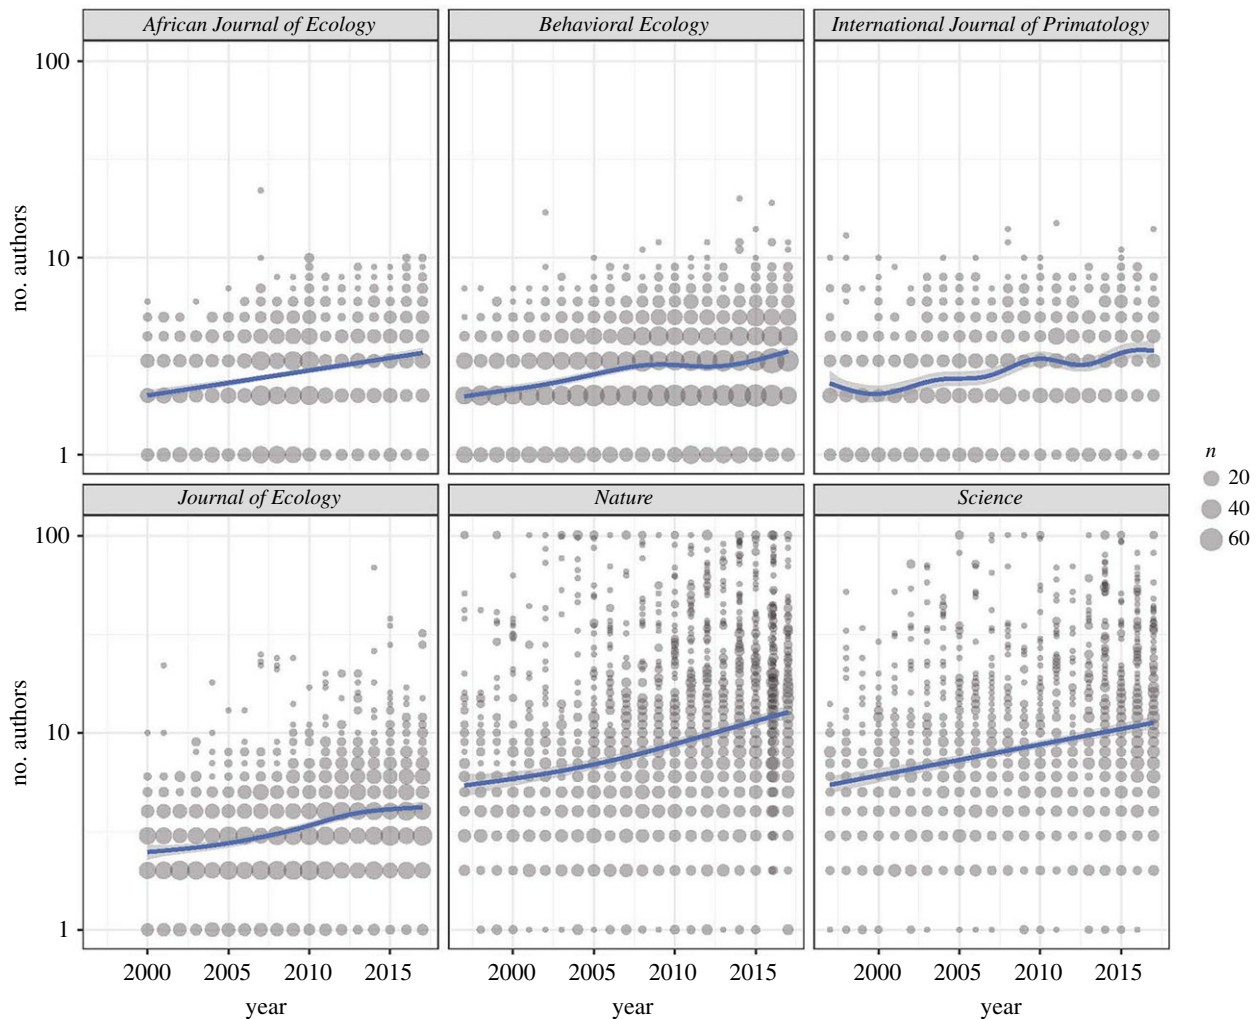 African Journal of Ecology
Behavioral Ecology
International Journal of Primatology
100
10
1
no. authors
Journal of Ecology
Nature
Science
100
10
1
no. authors
2000 2005 2010 2015
2000 2005 2010 2015
2000 2005 2010 2015
year
year
year
n
20
40
60